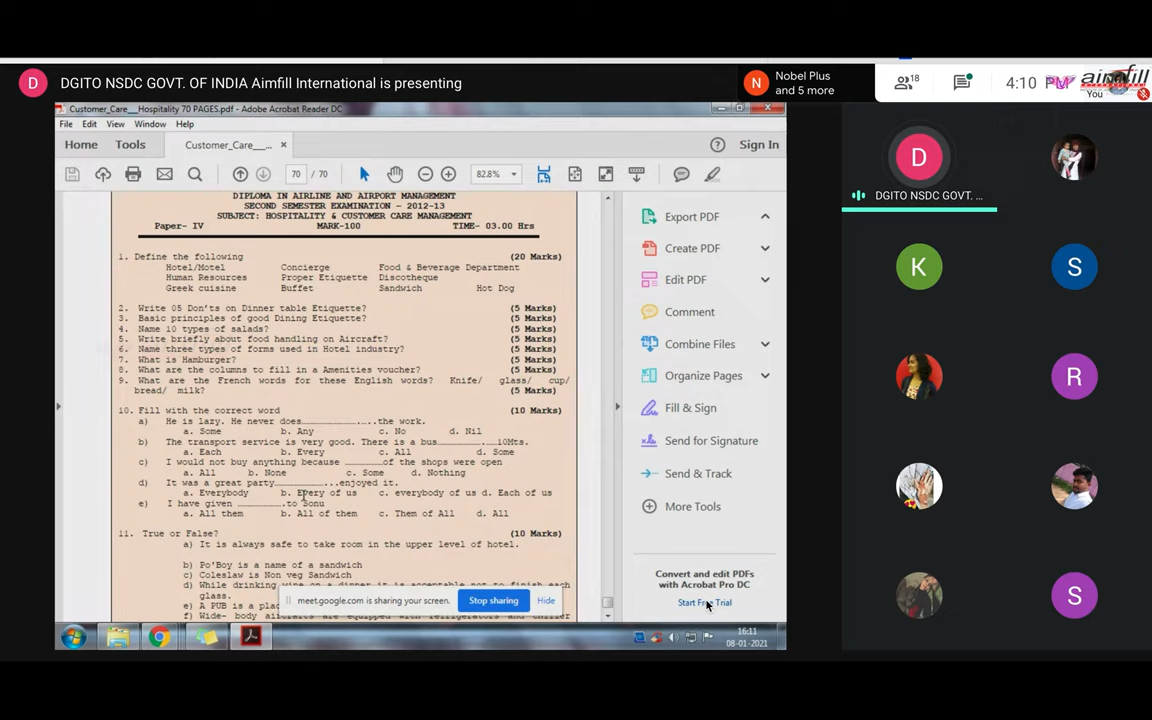 D DGITO NSDC GOVT. OF INDIA Aimfill International is presenting
N Nobel Plus
and 5 more
18
4:10 PM
aimfill
You
Customer_Care__Hospitality 70 PAGES.pdf - Adobe Acrobat Reader DC
File Edit View Window Help
Home Tools Customer_Care___... × ? Sign In
70 / 70 82.8%
DIPLOMA IN AIRLINE AND AIRPORT MANAGEMENT
SECOND SEMESTER EXAMINATION - 2012-13
SUBJECT: HOSPITALITY & CUSTOMER CARE MANAGEMENT
Paper- IV MARK-100 TIME- 03.00 Hrs
1. Define the following (20 Marks)
Hotel/Motel Concierge Food & Beverage Department
Human Resources Proper Etiquette Discotheque
Greek cuisine Buffet Sandwich Hot Dog
2. Write 05 Don'ts on Dinner table Etiquette? (5 Marks)
3. Basic principles of good Dining Etiquette? (5 Marks)
4. Name 10 types of salads? (5 Marks)
5. Write briefly about food handling on Aircraft? (5 Marks)
6. Name three types of forms used in Hotel industry? (5 Marks)
7. What is Hamburger? (5 Marks)
8. What are the columns to fill in a Amenities voucher? (5 Marks)
9. What are the French words for these English words? Knife/ glass/ cup/
bread/ milk? (5 Marks)
10. Fill with the correct word (10 Marks)
a) He is lazy. He never does....................the work.
a. Some b. Any c. No d. Nil
b) The transport service is very good. There is a bus................10Mts.
a. Each b. Every c. All d. Some
c) I would not buy anything because ..........of the shops were open
a. All b. None c. Some d. Nothing
d) It was a great party................enjoyed it.
a. Everybody b. Every of us c. everybody of us d. Each of us
e) I have given .............to Sonu
a. All them b. All of them c. Them of All d. All
11. True or False? (10 Marks)
a) It is always safe to take room in the upper level of hotel.
b) Po'Boy is a name of a sandwich
c) Coleslaw is Non veg Sandwich
d) While drinking wine on a dinner it is acceptable not to finish each
glass.
e) A PUB is a plac
f) Wide- body aircrafts are equipped with refrigerators and chiller
Export PDF
Create PDF
Edit PDF
Comment
Combine Files
Organize Pages
Fill & Sign
Send for Signature
Send & Track
More Tools
Convert and edit PDFs
with Acrobat Pro DC
Start Free Trial
meet.google.com is sharing your screen. Stop sharing Hide
16:11
08-01-2021
D
DGITO NSDC GOVT. ...
K
S
R
S